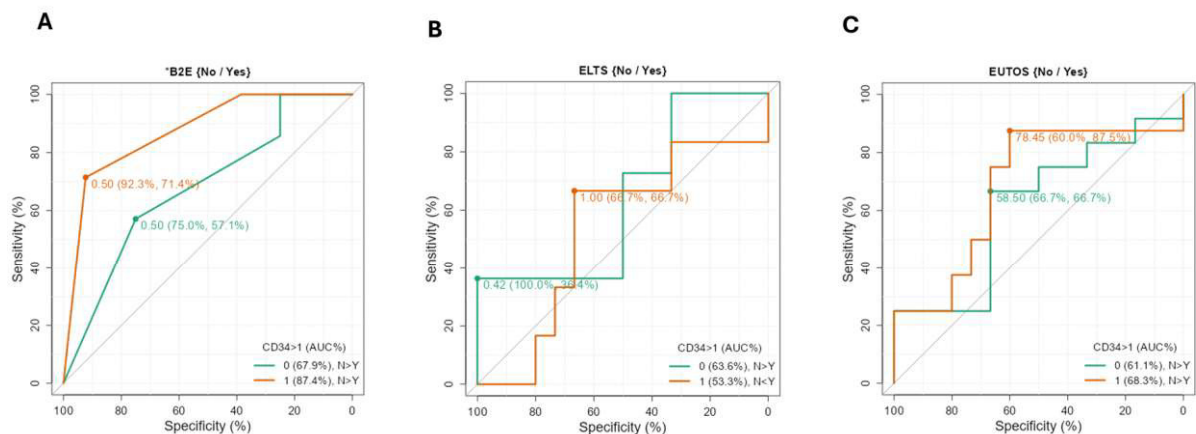 A
B
C
*B2E {No / Yes}
100
80
60
40
20
0
Sensitivity (%)
0.50 (92.3%, 71.4%)
0.50 (75.0%, 57.1%)
CD34>1 (AUC%)
0 (67.9%), N>Y
1 (87.4%), N>Y
100 80 60 40 20 0
Specificity (%)
ELTS {No / Yes}
100
80
60
40
20
0
Sensitivity (%)
1.00 (66.7%, 66.7%)
0.42 (100.0%, 36.4%)
CD34>1 (AUC%)
0 (63.6%), N>Y
1 (53.3%), N<Y
100 80 60 40 20 0
Specificity (%)
EUTOS {No / Yes}
100
80
60
40
20
0
Sensitivity (%)
78.45 (60.0%, 87.5%)
58.50 (66.7%, 66.7%)
CD34>1 (AUC%)
0 (61.1%), N>Y
1 (68.3%), N>Y
100 80 60 40 20 0
Specificity (%)